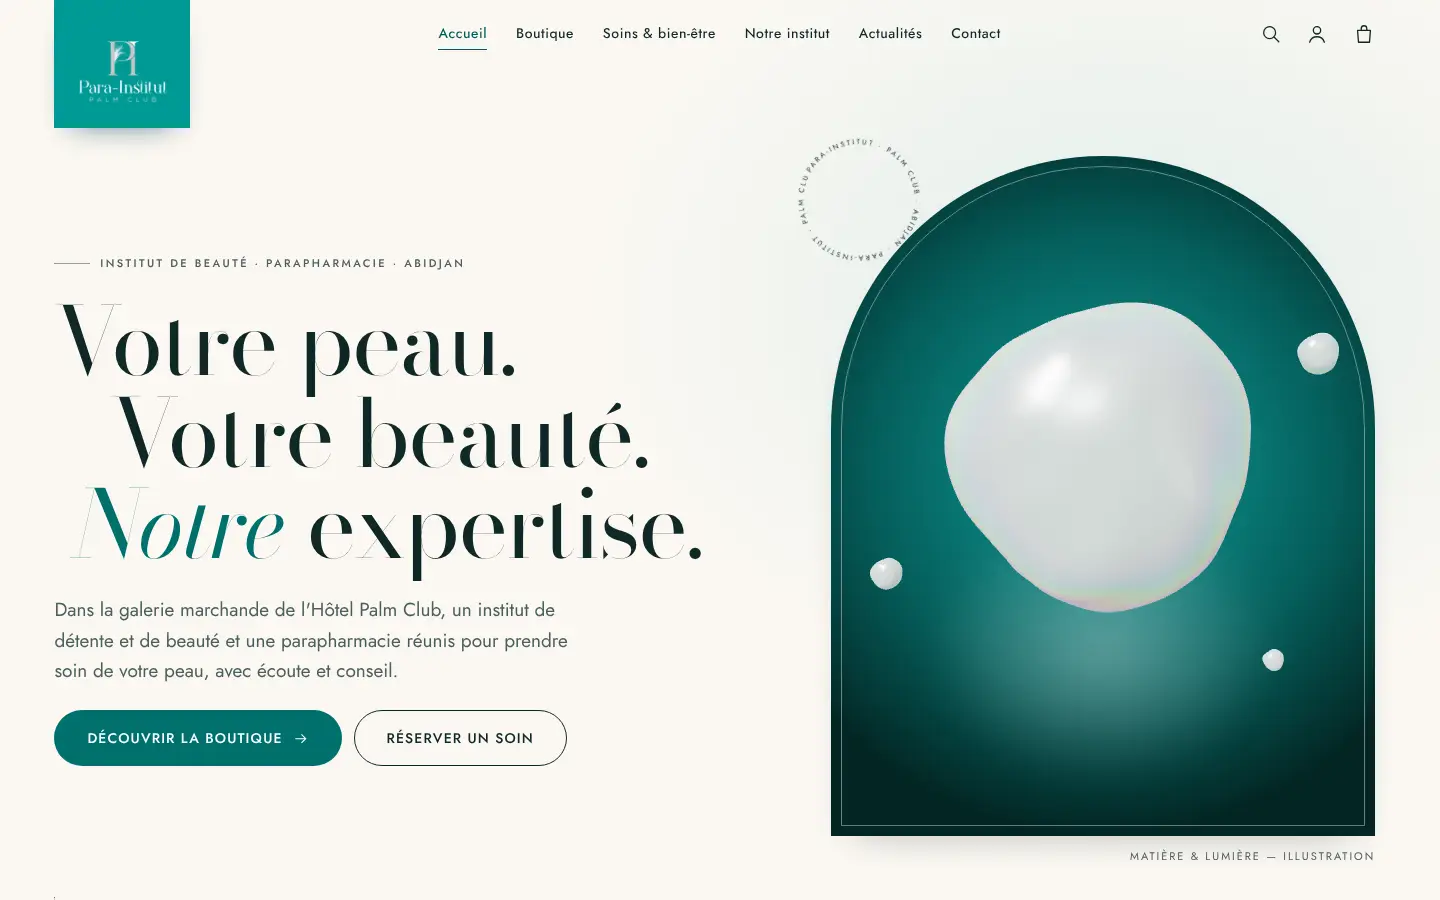 PI
Para-Institut
PALM CLUB
Accueil
Boutique
Soins & bien-être
Notre institut
Actualités
Contact
PARA-INSTITUT · PALM CLUB · ABIDJAN · PARA-INSTITUT · PALM CLU
INSTITUT DE BEAUTÉ · PARAPHARMACIE · ABIDJAN
Votre peau.
Votre beauté.
Notre expertise.
Dans la galerie marchande de l'Hôtel Palm Club, un institut de
détente et de beauté et une parapharmacie réunis pour prendre
soin de votre peau, avec écoute et conseil.
DÉCOUVRIR LA BOUTIQUE →
RÉSERVER UN SOIN
MATIÈRE & LUMIÈRE — ILLUSTRATION